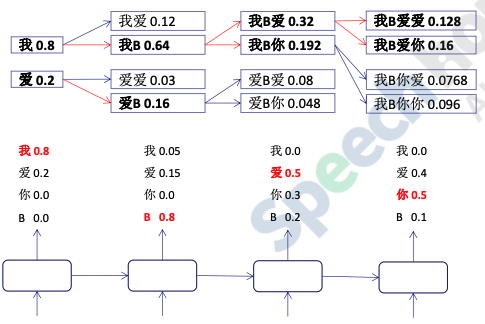 我爱 0.12 我B爱 0.32 我B爱爱 0.128
我 0.8 我B 0.64 我B你 0.192 我B爱你 0.16
爱 0.2 爱爱 0.03 爱B爱 0.08 我B你爱 0.0768
爱B 0.16 爱B你 0.048 我B你你 0.096
我 0.8 我 0.05 我 0.0 我 0.0
爱 0.2 爱 0.15 爱 0.5 爱 0.4
你 0.0 你 0.0 你 0.3 你 0.5
B 0.0 B 0.8 B 0.2 B 0.1
Speechhom